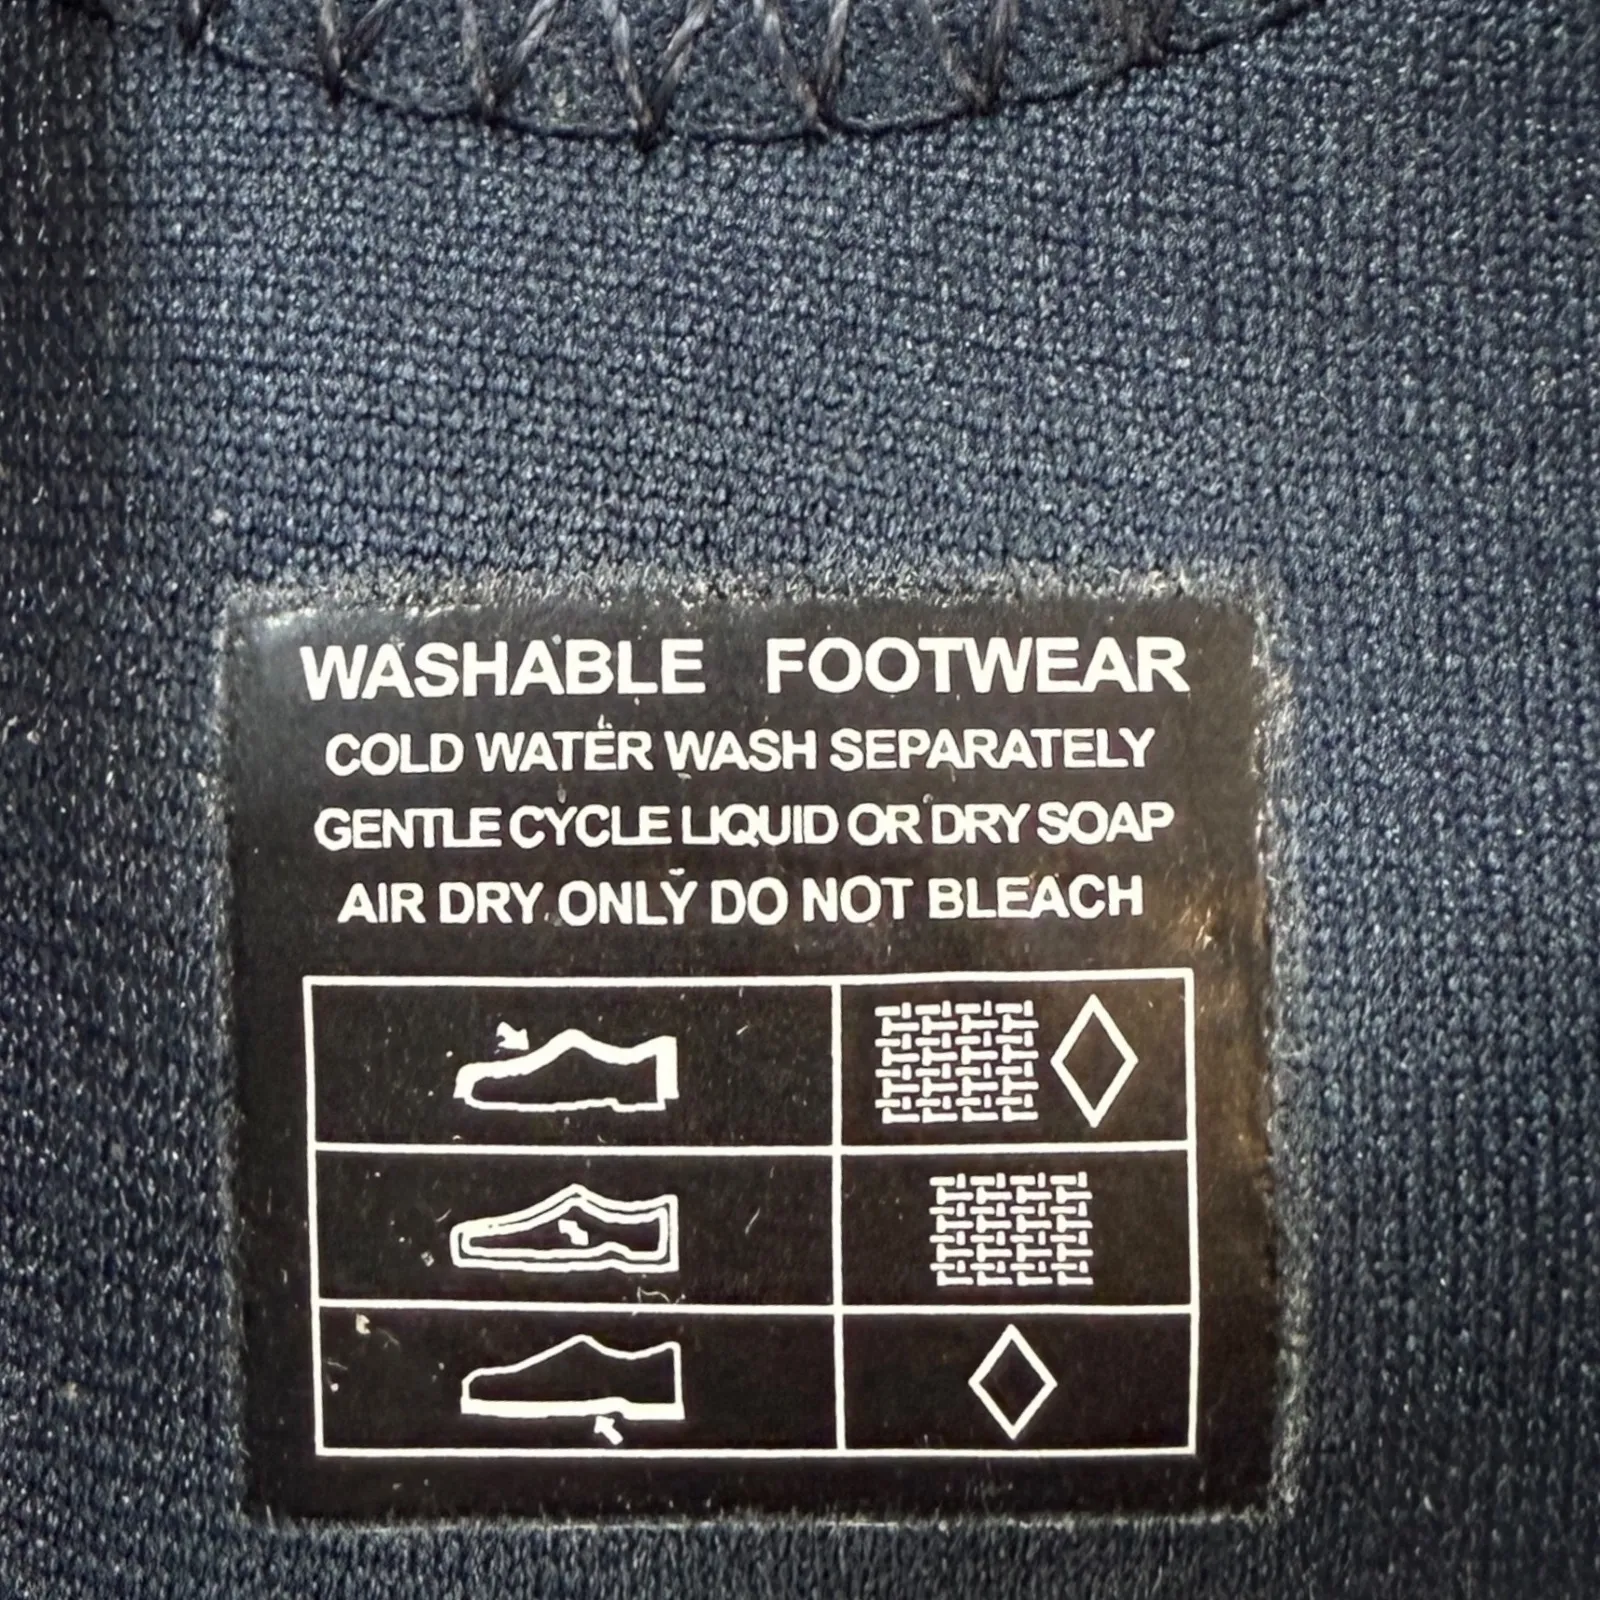 WASHABLE FOOTWEAR
COLD WATER WASH SEPARATELY
GENTLE CYCLE LIQUID OR DRY SOAP
AIR DRY ONLY DO NOT BLEACH